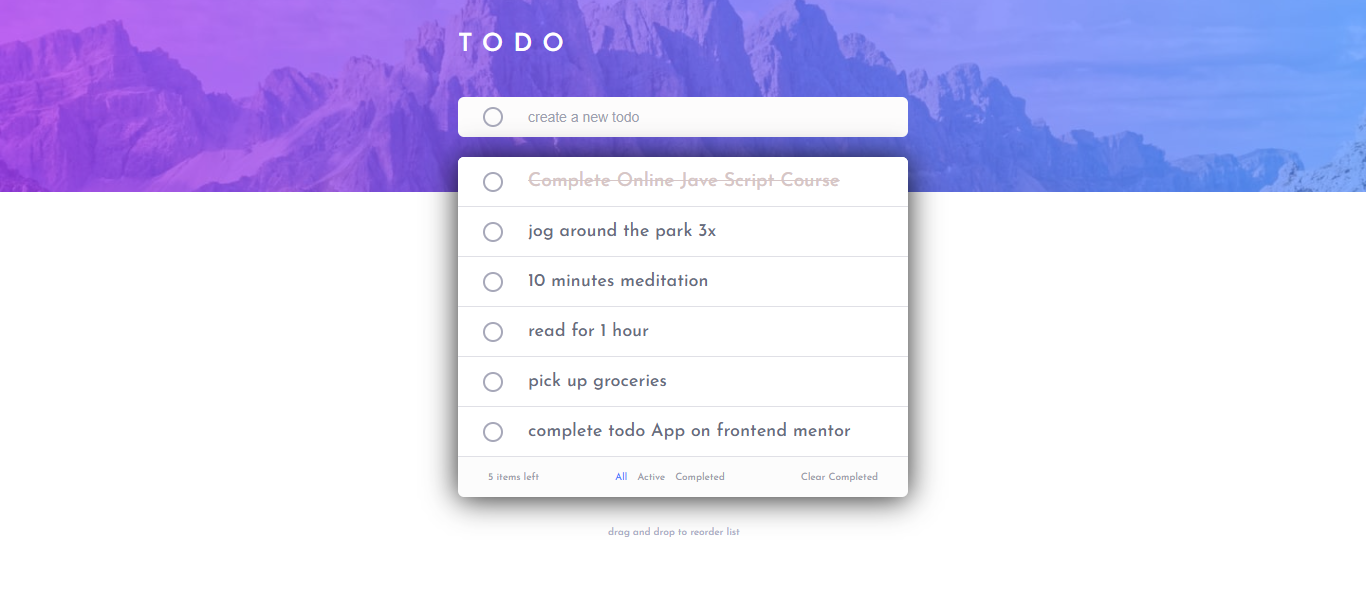 TODO
create a new todo
Complete Online Jave Script Course
jog around the park 3x
10 minutes meditation
read for 1 hour
pick up groceries
complete todo App on frontend mentor
5 items left All Active Completed Clear Completed
drag and drop to reorder list